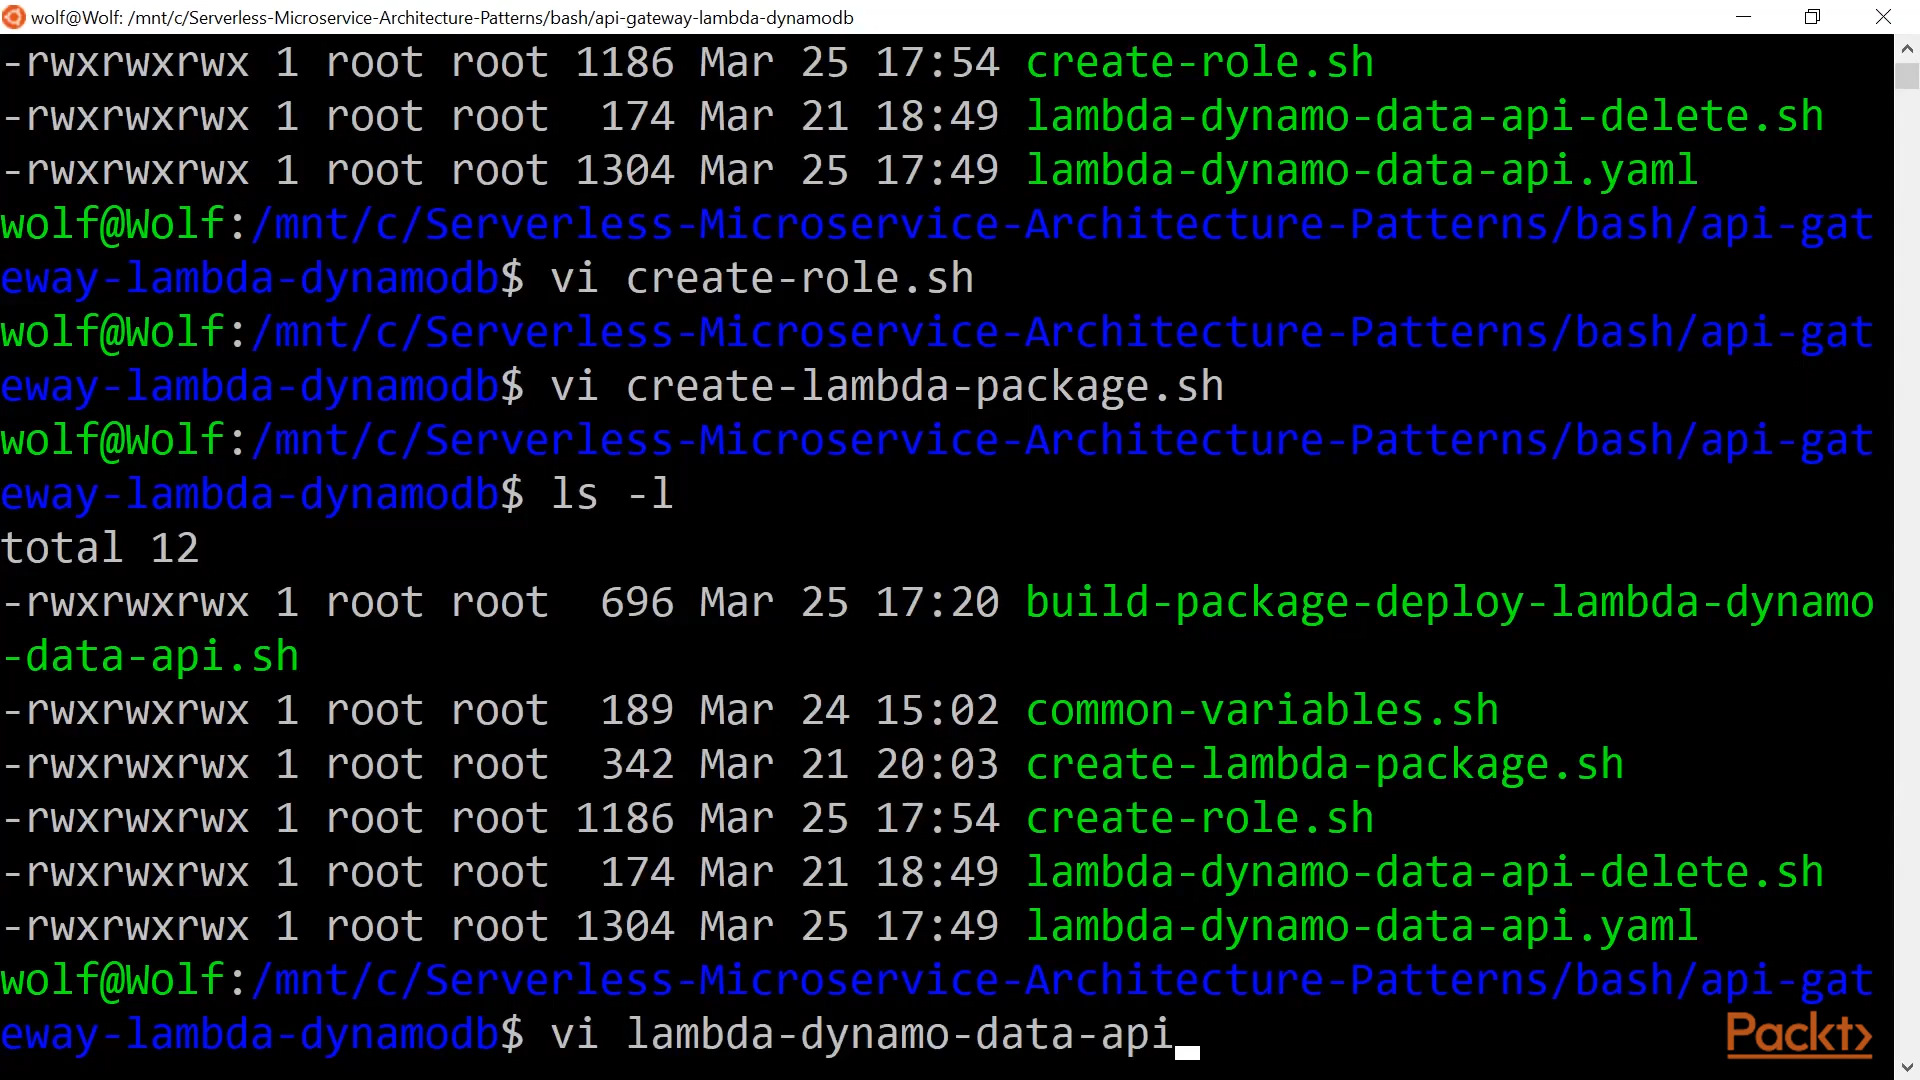 wolf@Wolf: /mnt/c/Serverless-Microservice-Architecture-Patterns/bash/api-gateway-lambda-dynamodb
-rwxrwxrwx 1 root root 1186 Mar 25 17:54 create-role.sh
-rwxrwxrwx 1 root root  174 Mar 21 18:49 lambda-dynamo-data-api-delete.sh
-rwxrwxrwx 1 root root 1304 Mar 25 17:49 lambda-dynamo-data-api.yaml
wolf@Wolf:/mnt/c/Serverless-Microservice-Architecture-Patterns/bash/api-gat
eway-lambda-dynamodb$ vi create-role.sh
wolf@Wolf:/mnt/c/Serverless-Microservice-Architecture-Patterns/bash/api-gat
eway-lambda-dynamodb$ vi create-lambda-package.sh
wolf@Wolf:/mnt/c/Serverless-Microservice-Architecture-Patterns/bash/api-gat
eway-lambda-dynamodb$ ls -l
total 12
-rwxrwxrwx 1 root root  696 Mar 25 17:20 build-package-deploy-lambda-dynamo
-data-api.sh
-rwxrwxrwx 1 root root  189 Mar 24 15:02 common-variables.sh
-rwxrwxrwx 1 root root  342 Mar 21 20:03 create-lambda-package.sh
-rwxrwxrwx 1 root root 1186 Mar 25 17:54 create-role.sh
-rwxrwxrwx 1 root root  174 Mar 21 18:49 lambda-dynamo-data-api-delete.sh
-rwxrwxrwx 1 root root 1304 Mar 25 17:49 lambda-dynamo-data-api.yaml
wolf@Wolf:/mnt/c/Serverless-Microservice-Architecture-Patterns/bash/api-gat
eway-lambda-dynamodb$ vi lambda-dynamo-data-api
Packt>